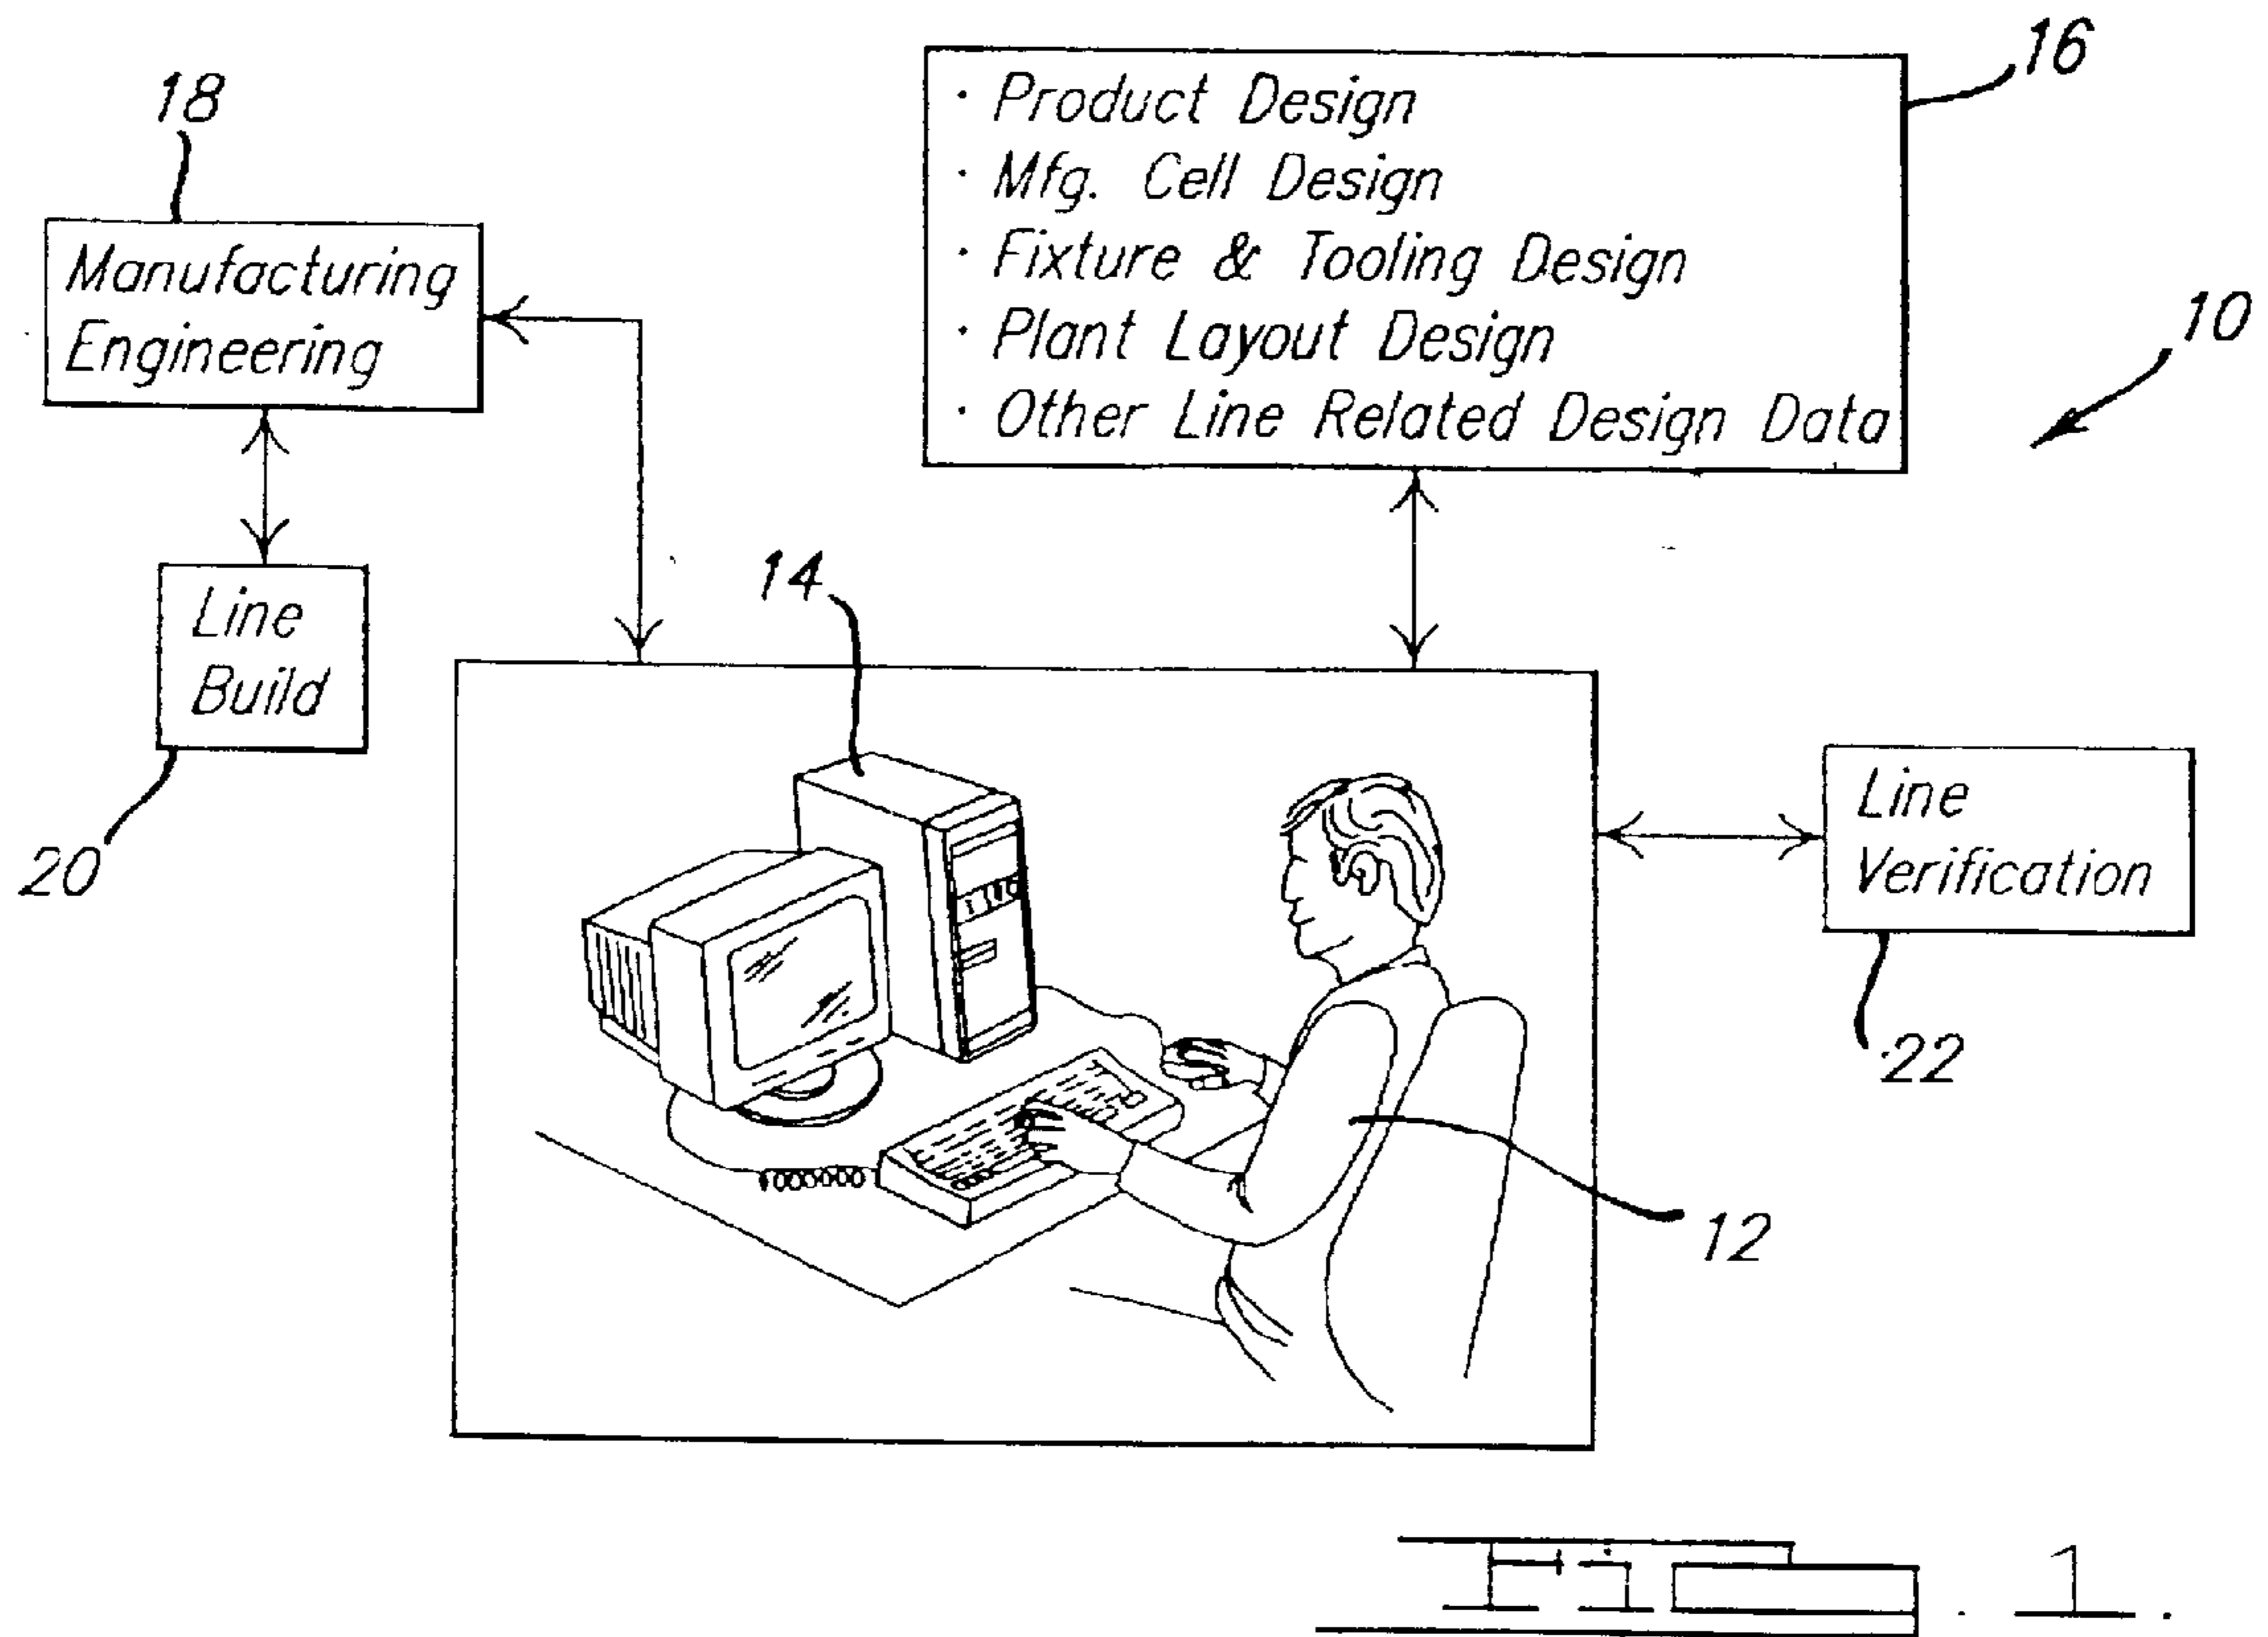 16
18
· Product Design
· Mfg. Cell Design
· Fixture & Tooling Design
· Plant Layout Design
· Other Line Related Design Data
10
Manufacturing
Engineering
14
Line
Build
20
Line
Verification
22
12
Fig. 1.